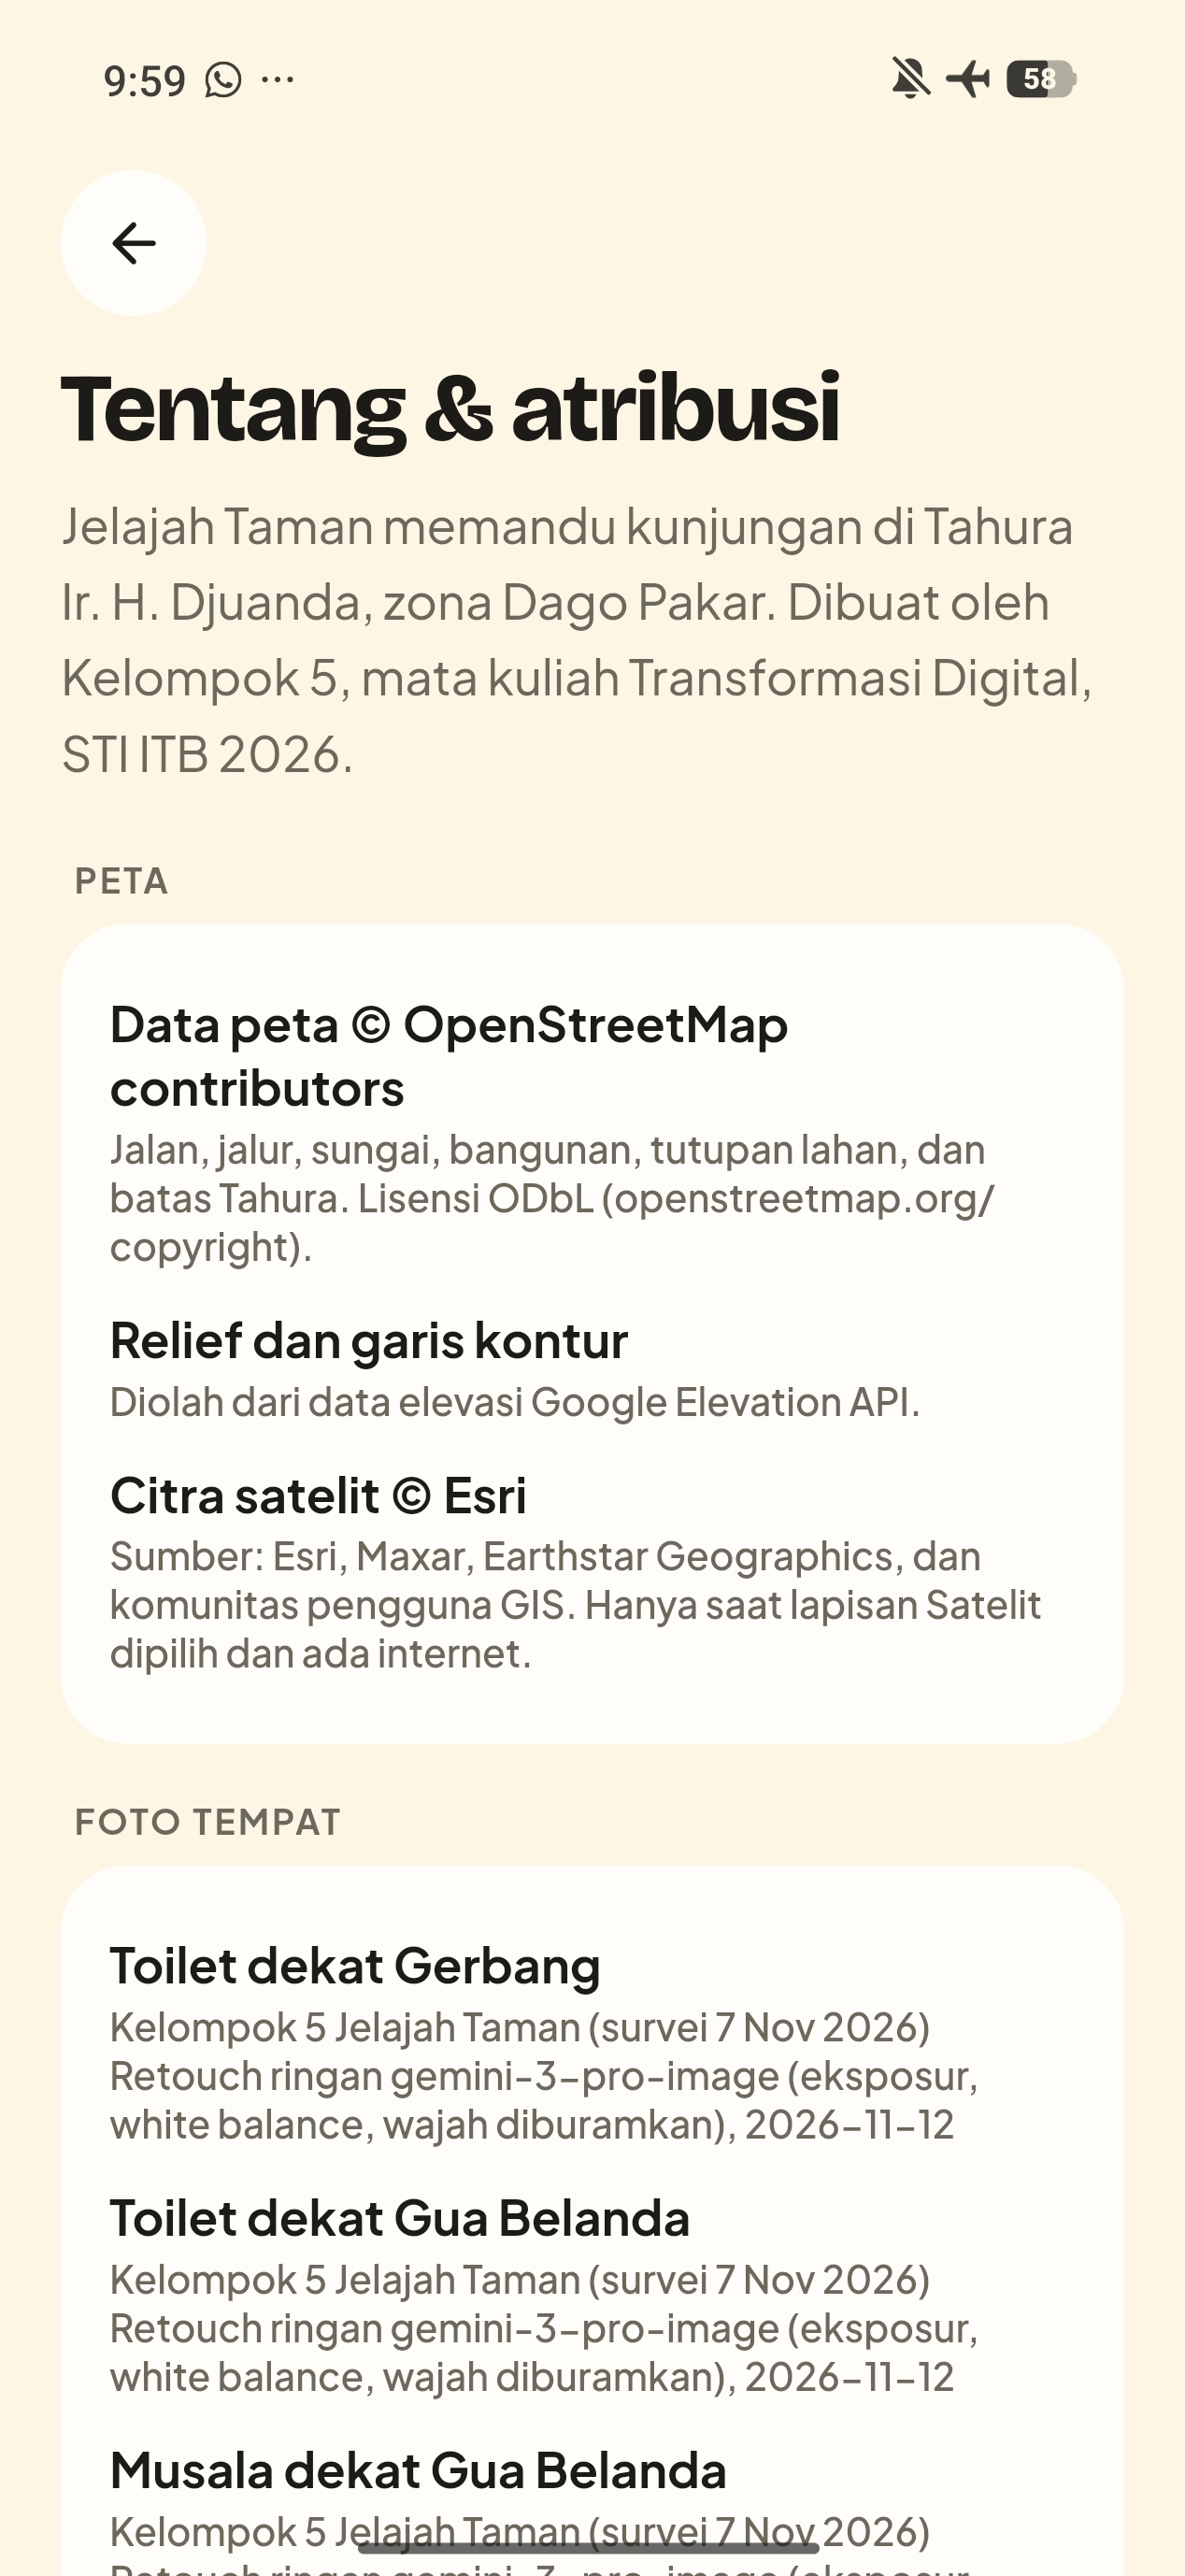 9:59
58
Tentang & atribusi
Jelajah Taman memandu kunjungan di Tahura
Ir. H. Djuanda, zona Dago Pakar. Dibuat oleh
Kelompok 5, mata kuliah Transformasi Digital,
STI ITB 2026.
PETA
Data peta © OpenStreetMap
contributors
Jalan, jalur, sungai, bangunan, tutupan lahan, dan
batas Tahura. Lisensi ODbL (openstreetmap.org/
copyright).
Relief dan garis kontur
Diolah dari data elevasi Google Elevation API.
Citra satelit © Esri
Sumber: Esri, Maxar, Earthstar Geographics, dan
komunitas pengguna GIS. Hanya saat lapisan Satelit
dipilih dan ada internet.
FOTO TEMPAT
Toilet dekat Gerbang
Kelompok 5 Jelajah Taman (survei 7 Nov 2026)
Retouch ringan gemini-3-pro-image (eksposur,
white balance, wajah diburamkan), 2026-11-12
Toilet dekat Gua Belanda
Kelompok 5 Jelajah Taman (survei 7 Nov 2026)
Retouch ringan gemini-3-pro-image (eksposur,
white balance, wajah diburamkan), 2026-11-12
Musala dekat Gua Belanda
Kelompok 5 Jelajah Taman (survei 7 Nov 2026)
Retouch ringan gemini-3-pro-image (eksposur,